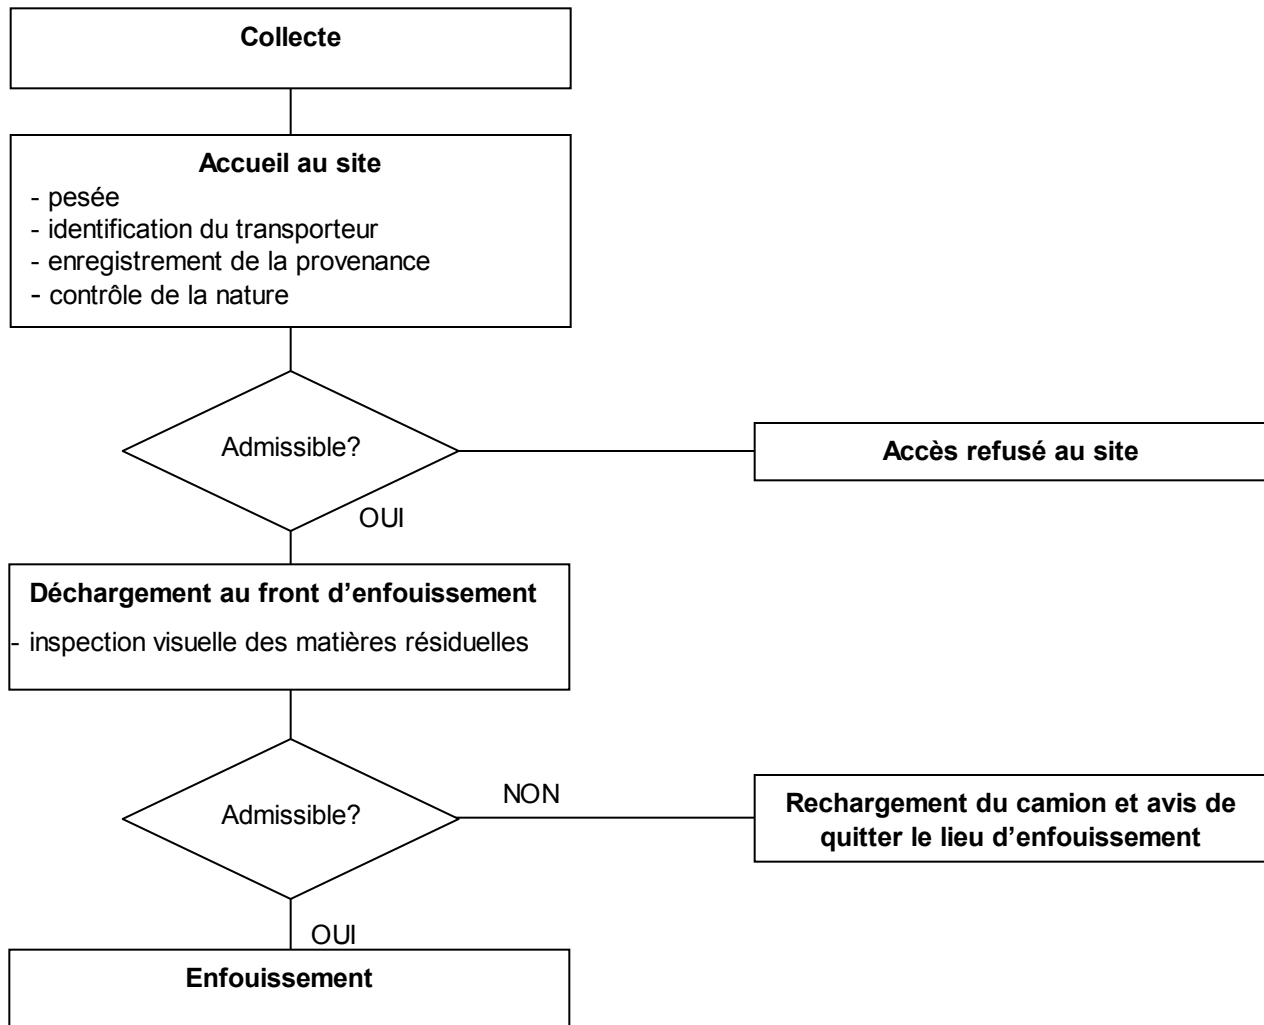 Collecte
Accueil au site
- pesée
- identification du transporteur
- enregistrement de la provenance
- contrôle de la nature
Admissible?
Accès refusé au site
OUI
Déchargement au front d’enfouissement
- inspection visuelle des matières résiduelles
Admissible?
NON
Rechargement du camion et avis de
quitter le lieu d’enfouissement
OUI
Enfouissement